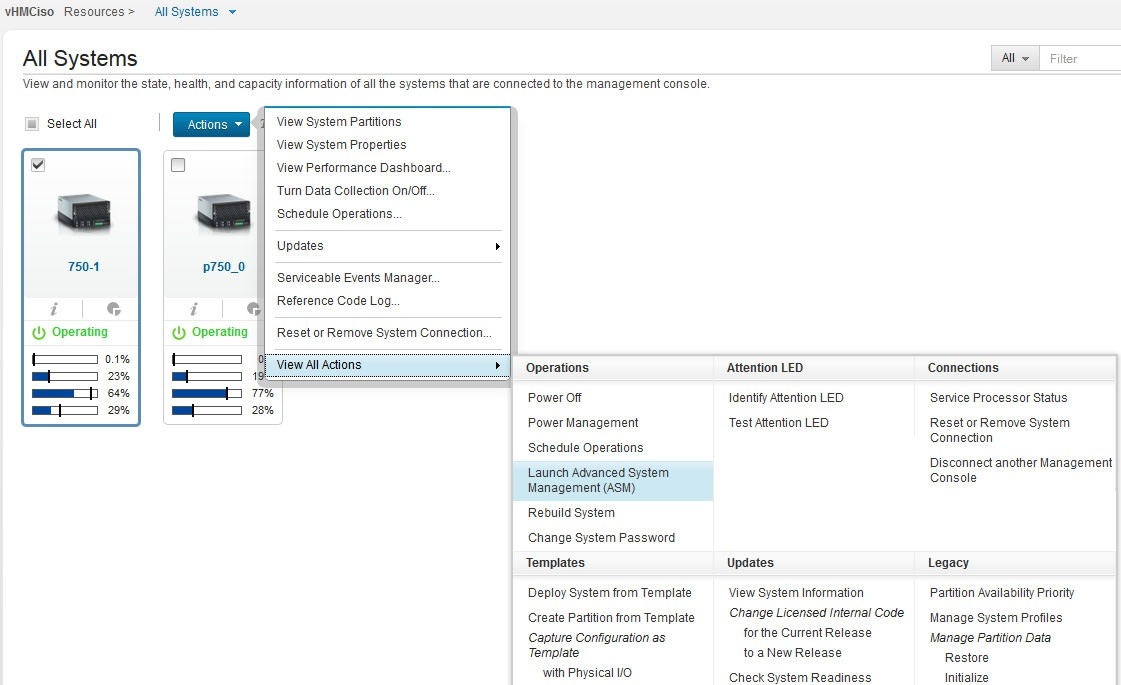 vHMCiso Resources > All Systems
All Systems
All Filter
View and monitor the state, health, and capacity information of all the systems that are connected to the management console.
Select All
Actions
750-1
i
Operating
0.1%
23%
64%
29%
p750_0
i
Operating
77%
28%
View System Partitions
View System Properties
View Performance Dashboard...
Turn Data Collection On/Off...
Schedule Operations...
Updates
Serviceable Events Manager...
Reference Code Log...
Reset or Remove System Connection...
View All Actions
Operations
Power Off
Power Management
Schedule Operations
Launch Advanced System
Management (ASM)
Rebuild System
Change System Password
Attention LED
Identify Attention LED
Test Attention LED
Connections
Service Processor Status
Reset or Remove System
Connection
Disconnect another Management
Console
Templates
Deploy System from Template
Create Partition from Template
Capture Configuration as
Template
with Physical I/O
Updates
View System Information
Change Licensed Internal Code
for the Current Release
to a New Release
Check System Readiness
Legacy
Partition Availability Priority
Manage System Profiles
Manage Partition Data
Restore
Initialize